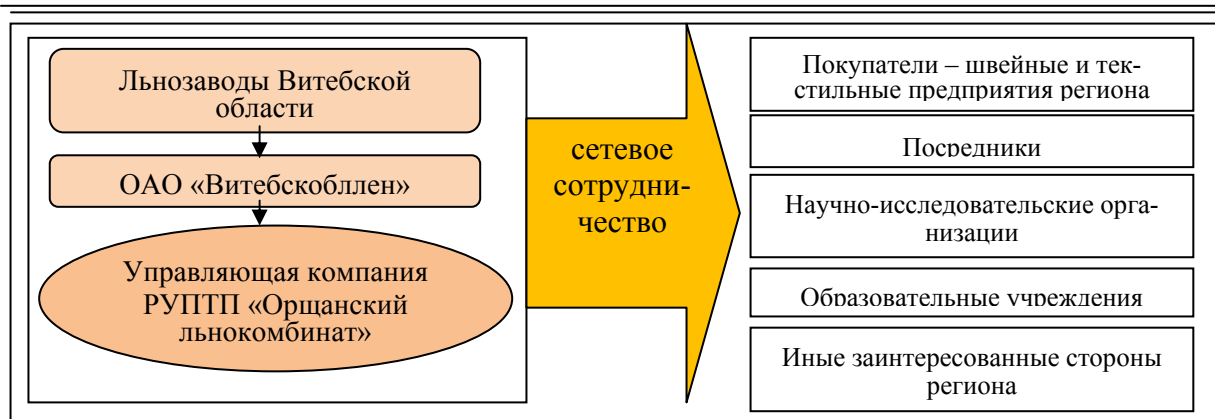 Льнозаводы Витебской
области
ОАО «Витебскобллен»
Управляющая компания
РУПТП «Оршанский
льнокомбинат»
сетевое
сотрудни-
чество
Покупатели – швейные и тек-
стильные предприятия региона
Посредники
Научно-исследовательские орга-
низации
Образовательные учреждения
Иные заинтересованные стороны
региона